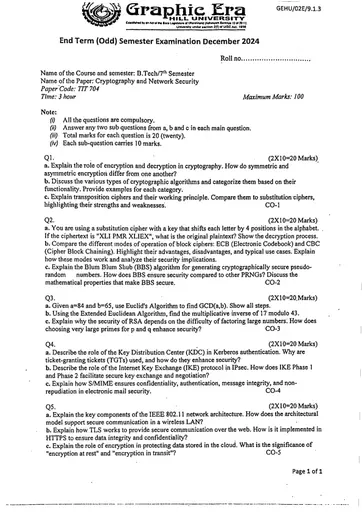 GEHU/02E/9.1.3
Graphic Era
HILL UNIVERSITY
End Term (Odd) Semester Examination December 2024
Roll no............................
Name of the Course and semester: B.Tech/7th Semester
Name of the Paper: Cryptography and Network Security
Paper Code: TIT 704
Time: 3 hour Maximum Marks: 100
Note:
(i) All the questions are compulsory.
(ii) Answer any two sub questions from a, b and c in each main question.
(iii) Total marks for each question is 20 (twenty).
(iv) Each sub-question carries 10 marks.
Q1. (2X10=20 Marks)
a. Explain the role of encryption and decryption in cryptography. How do symmetric and
asymmetric encryption differ from one another?
b. Discuss the various types of cryptographic algorithms and categorize them based on their
functionality. Provide examples for each category.
c. Explain transposition ciphers and their working principle. Compare them to substitution ciphers,
highlighting their strengths and weaknesses. CO-1
Q2. (2X10=20 Marks)
a. You are using a substitution cipher with a key that shifts each letter by 4 positions in the alphabet.
If the ciphertext is "XLI PMR XLIEX", what is the original plaintext? Show the decryption process.
b. Compare the different modes of operation of block ciphers: ECB (Electronic Codebook) and CBC
(Cipher Block Chaining). Highlight their advantages, disadvantages, and typical use cases. Explain
how these modes work and analyze their security implications.
c. Explain the Blum Blum Shub (BBS) algorithm for generating cryptographically secure pseudo-
random numbers. How does BBS ensure security compared to other PRNGs? Discuss the
mathematical properties that make BBS secure. CO-2
Q3. (2X10=20 Marks)
a. Given a=84 and b=65, use Euclid's Algorithm to find GCD(a,b). Show all steps.
b. Using the Extended Euclidean Algorithm, find the multiplicative inverse of 17 modulo 43.
c. Explain why the security of RSA depends on the difficulty of factoring large numbers. How does
choosing very large primes for p and q enhance security? CO-3
Q4. (2X10=20 Marks)
a. Describe the role of the Key Distribution Center (KDC) in Kerberos authentication. Why are
ticket-granting tickets (TGTs) used, and how do they enhance security?
b. Describe the role of the Internet Key Exchange (IKE) protocol in IPsec. How does IKE Phase 1
and Phase 2 facilitate secure key exchange and negotiation?
c. Explain how S/MIME ensures confidentiality, authentication, message integrity, and non-
repudiation in electronic mail security. CO-4
Q5. (2X10=20 Marks)
a. Explain the key components of the IEEE 802.11 network architecture. How does the architectural
model support secure communication in a wireless LAN?
b. Explain how TLS works to provide secure communication over the web. How is it implemented in
HTTPS to ensure data integrity and confidentiality?
c. Explain the role of encryption in protecting data stored in the cloud. What is the significance of
"encryption at rest" and "encryption in transit"? CO-5
Page 1 of 1